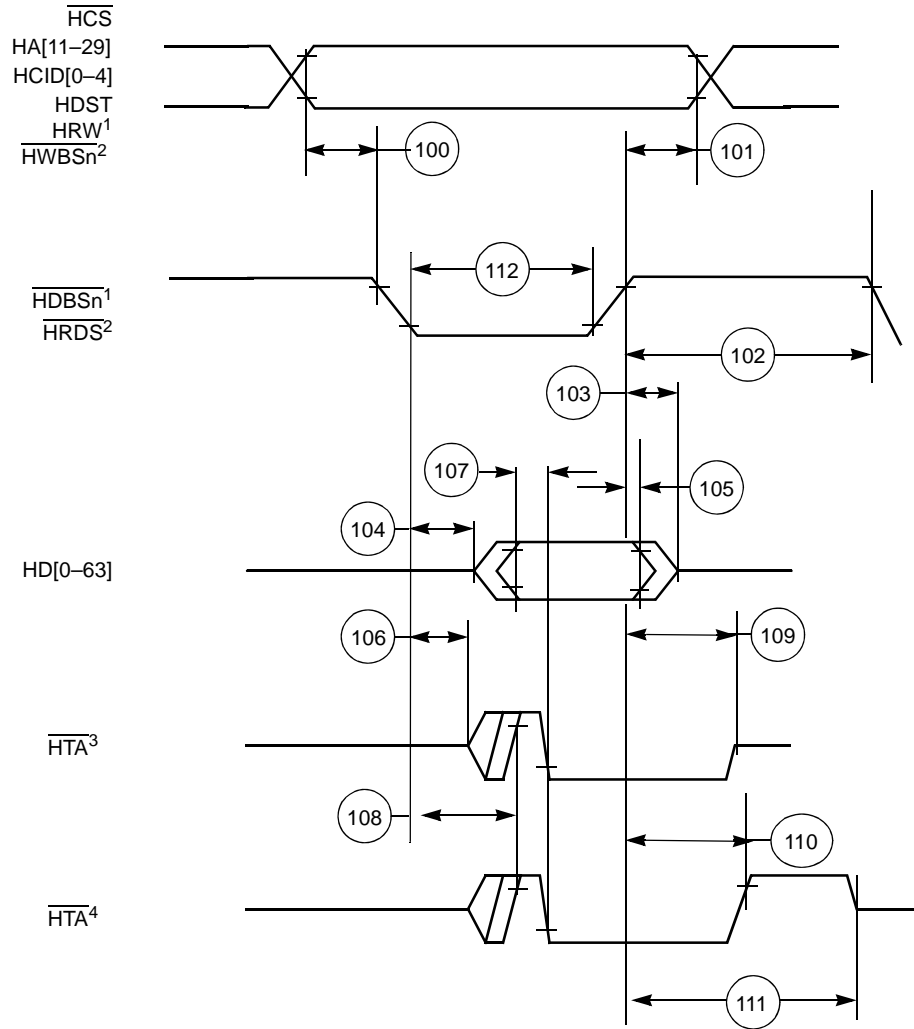 HCS
HA[11–29]
HCID[0–4]
HDST
HRW1
HWBSn2
100
101
112
HDBSn1
HRDS2
102
103
107
105
104
HD[0–63]
106
109
HTA3
108
110
HTA4
111